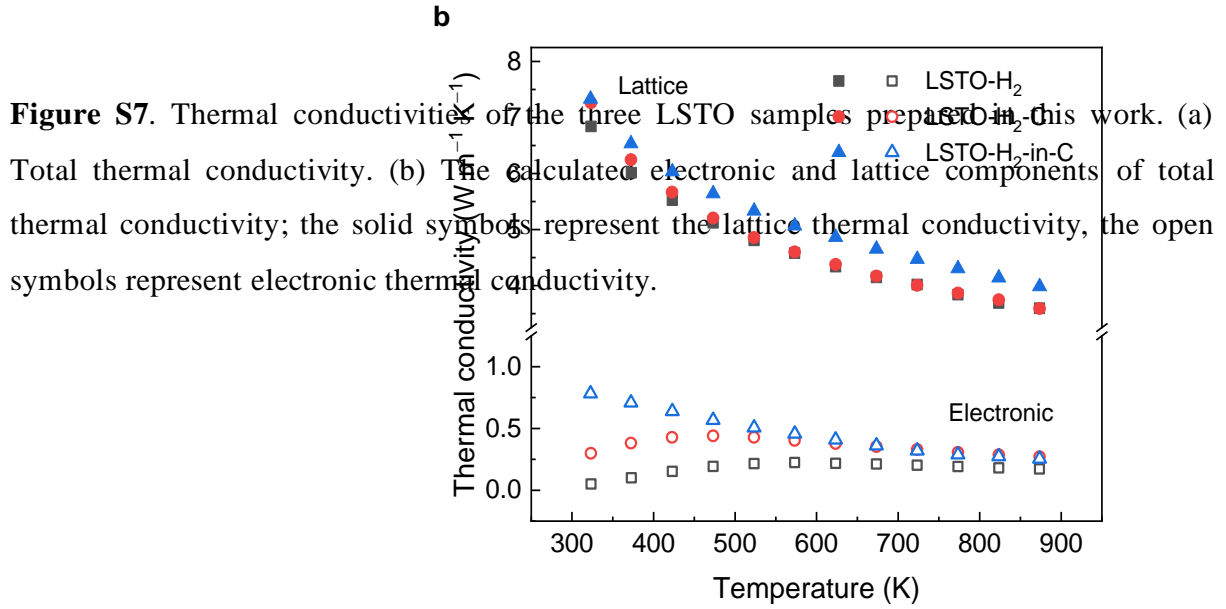 b
Figure S7. Thermal conductivities of the three LSTO samples prepared in this work. (a)
Total thermal conductivity. (b) The calculated electronic and lattice components of total
thermal conductivity; the solid symbols represent the lattice thermal conductivity, the open
symbols represent electronic thermal conductivity.
Thermal conductivity (W m⁻¹ K⁻¹)
8
7
6
5
4
1.0
0.5
0.0
Lattice
LSTO-H₂
LSTO-H₂-C
LSTO-H₂-in-C
Electronic
300 400 500 600 700 800 900
Temperature (K)